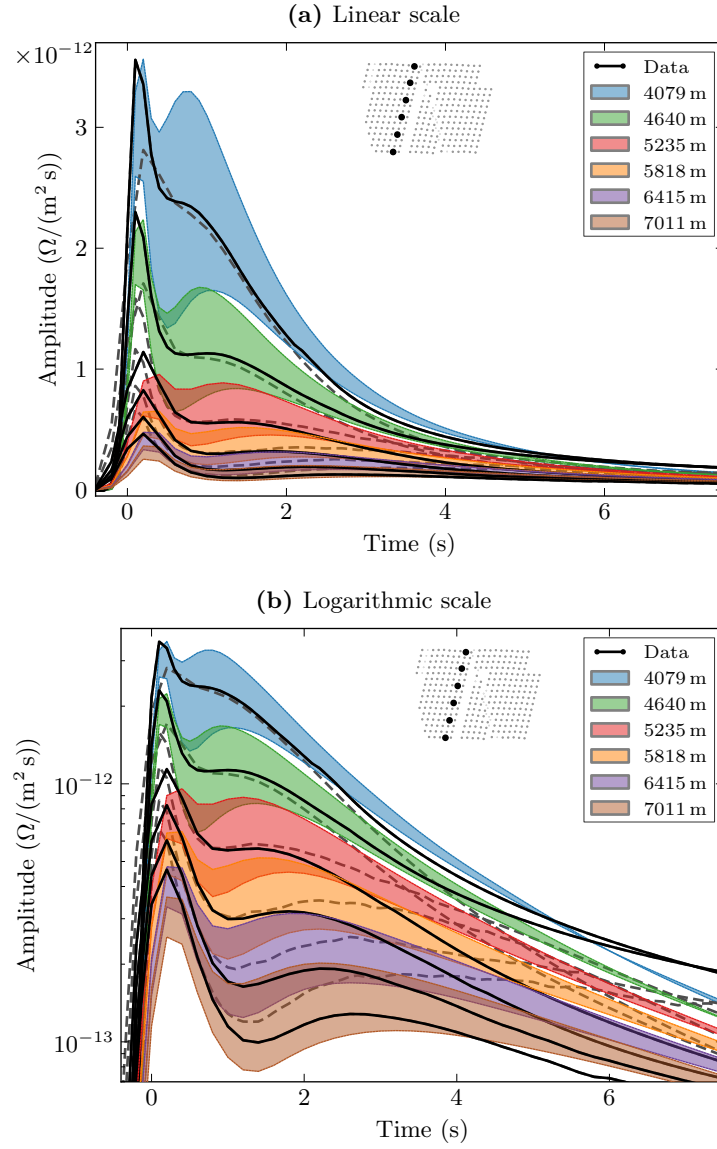 (a) Linear scale
×10⁻¹²
Amplitude (Ω/(m² s))
3
2
1
0
0 2 4 6
Time (s)
Data
4079 m
4640 m
5235 m
5818 m
6415 m
7011 m
(b) Logarithmic scale
Amplitude (Ω/(m² s))
10⁻¹²
10⁻¹³
0 2 4 6
Time (s)
Data
4079 m
4640 m
5235 m
5818 m
6415 m
7011 m